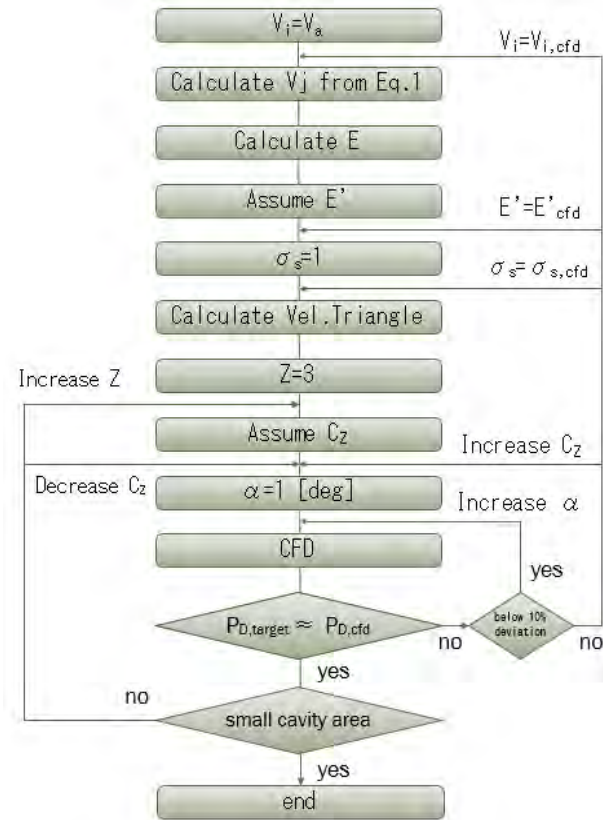 V_i=V_a
V_i=V_i,cfd
Calculate Vj from Eq.1
Calculate E
Assume E'
E'=E'cfd
σ_s=1
σ_s=σ_s,cfd
Calculate Vel.Triangle
Z=3
Increase Z
Assume C_Z
Increase C_Z
Decrease C_Z
α=1 [deg]
Increase α
CFD
yes
P_D,target ≈ P_D,cfd
below 10%
deviation
no
no
yes
no
small cavity area
yes
end